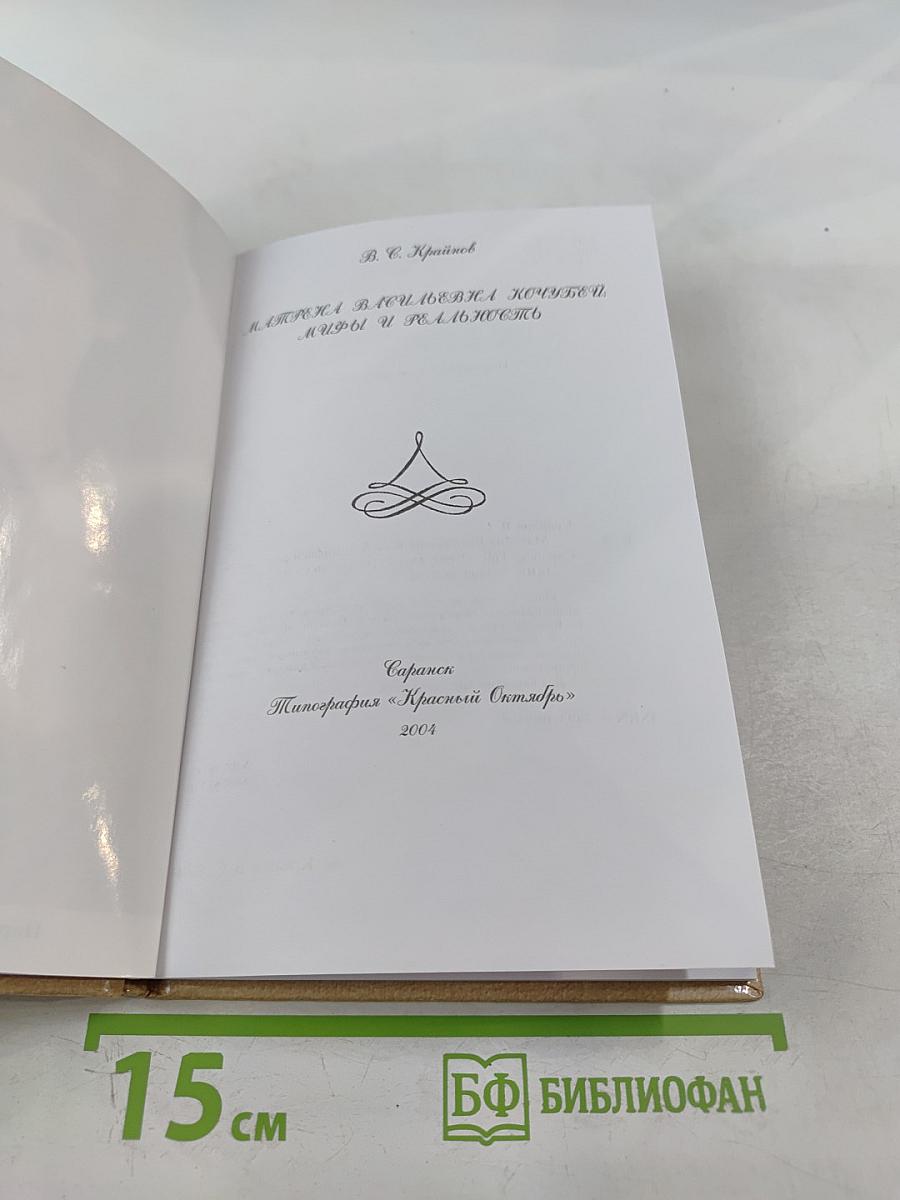 В. С. Крайнов
МАТРЕНА ВАСИЛЬЕВНА КОЧУБЕЙ.
МИФЫ И РЕАЛЬНОСТЬ
Саранск
Типография «Красный Октябрь»
2004
15 см
БФ БИБЛИОФАН